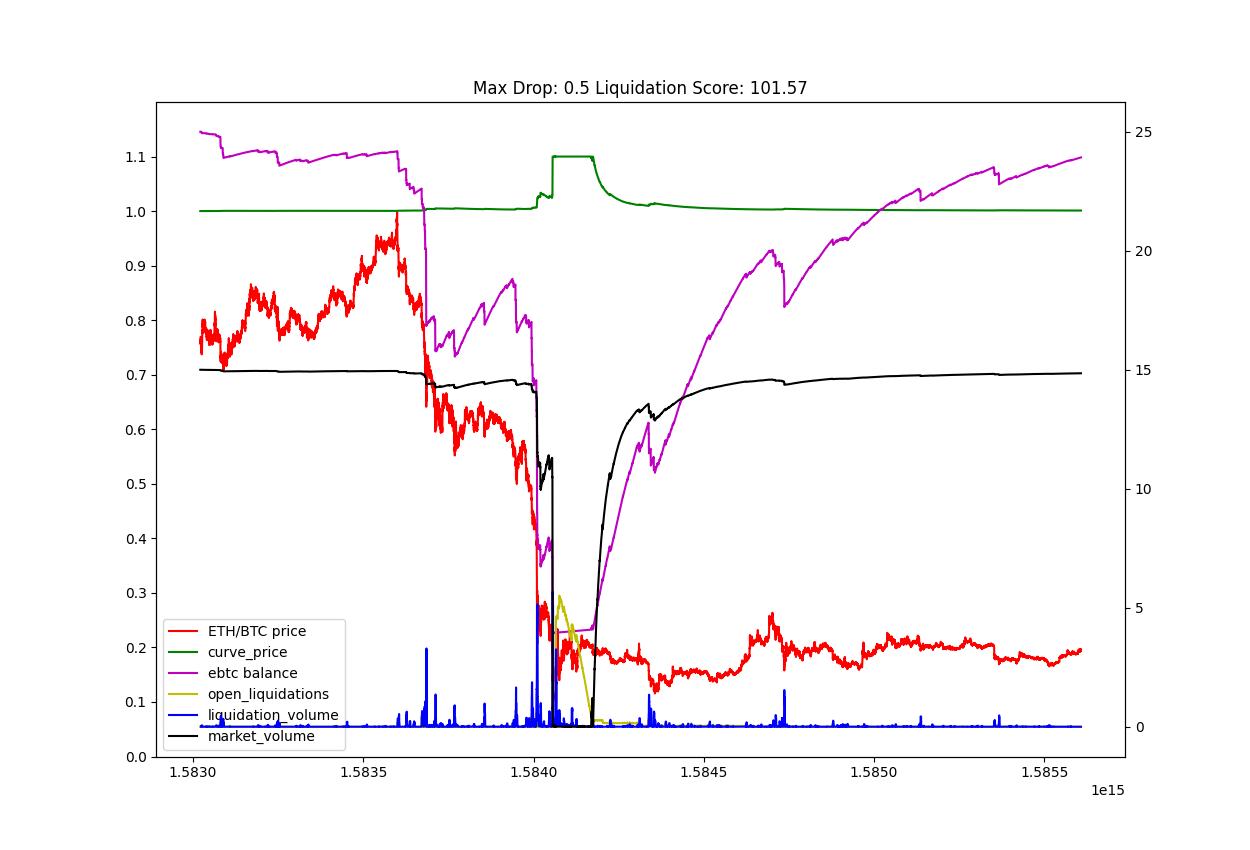 Max Drop: 0.5 Liquidation Score: 101.57
1.1
1.0
0.9
0.8
0.7
0.6
0.5
0.4
0.3
0.2
0.1
0.0
25
20
15
10
5
0
ETH/BTC price
curve_price
ebtc balance
open_liquidations
liquidation_volume
market_volume
1.5830 1.5835 1.5840 1.5845 1.5850 1.5855
1e15